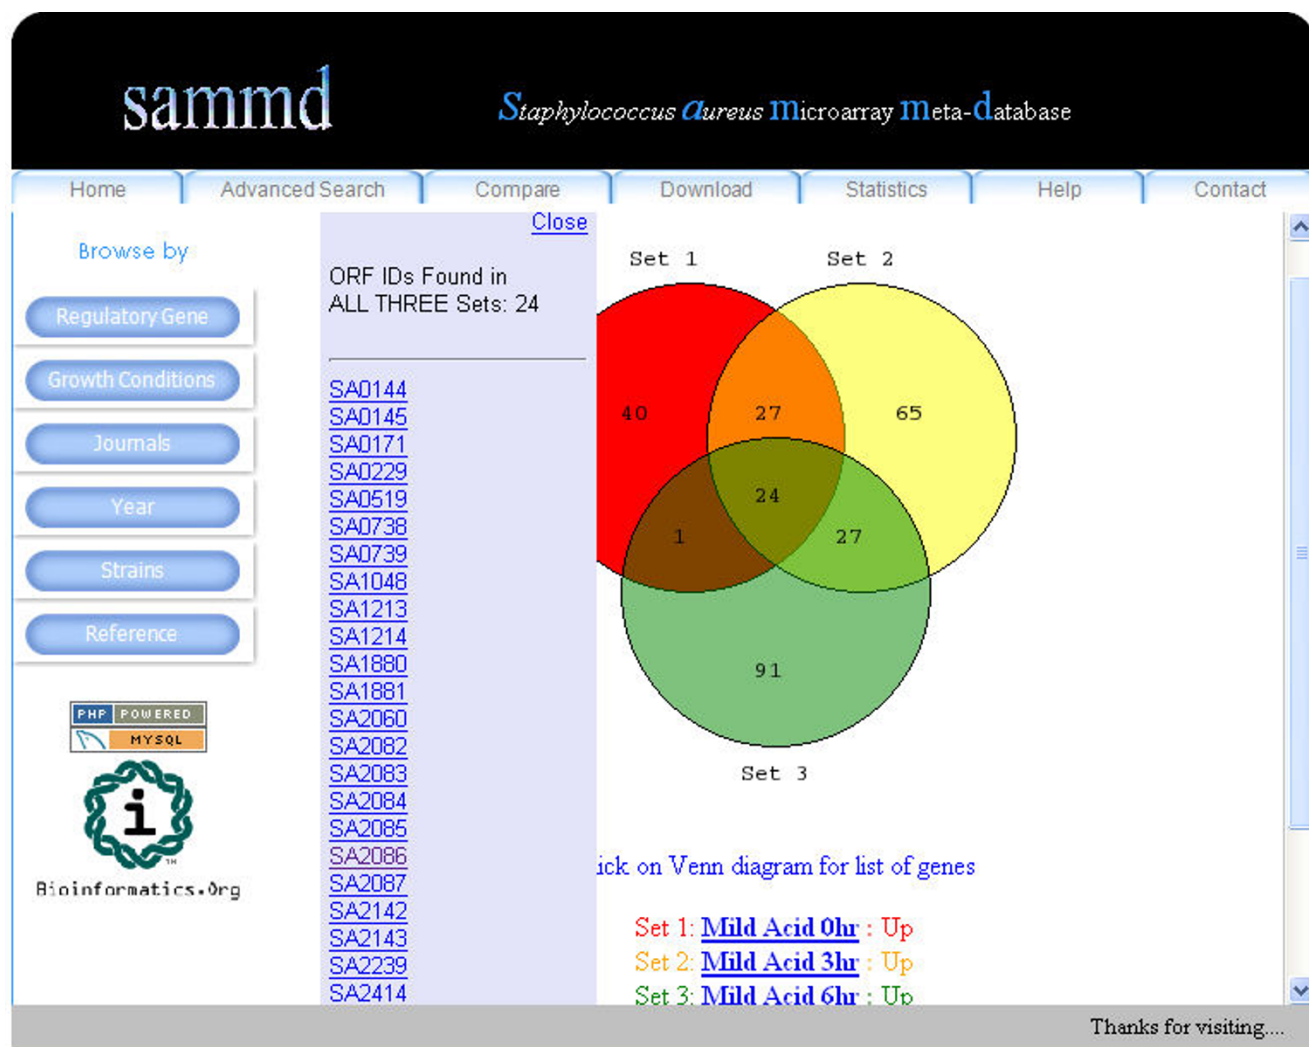 sammd
Staphylococcus aureus microarray meta-database
Home Advanced Search Compare Download Statistics Help Contact
Browse by
Regulatory Gene
Growth Conditions
Journals
Year
Strains
Reference
PHP POWERED
MYSQL
i
TM
Bioinformatics.Org
Close
ORF IDs Found in
ALL THREE Sets: 24
SA0144
SA0145
SA0171
SA0229
SA0519
SA0738
SA0739
SA1048
SA1213
SA1214
SA1880
SA1881
SA2060
SA2082
SA2083
SA2084
SA2085
SA2086
SA2087
SA2142
SA2143
SA2239
SA2414
Set 1 Set 2
40 27 65
24
1 27
91
Set 3
ick on Venn diagram for list of genes
Set 1: Mild Acid 0hr : Up
Set 2: Mild Acid 3hr : Up
Set 3: Mild Acid 6hr : Up
Thanks for visiting....